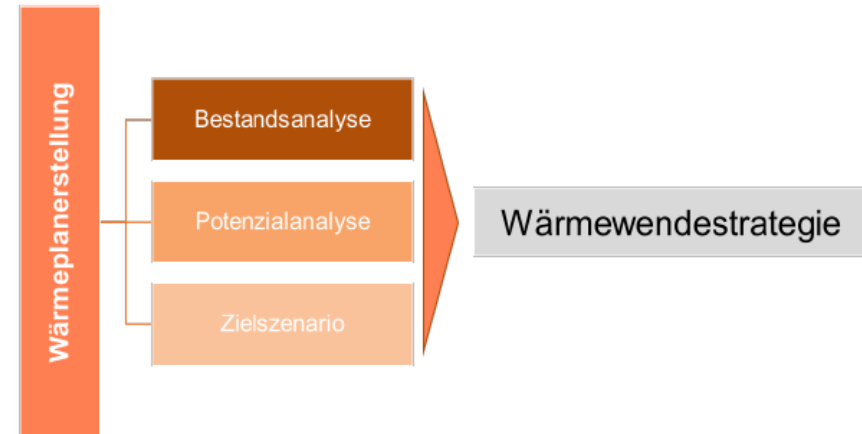 Wärmeplanerstellung
Bestandsanalyse
Potenzialanalyse
Zielszenario
Wärmewendestrategie